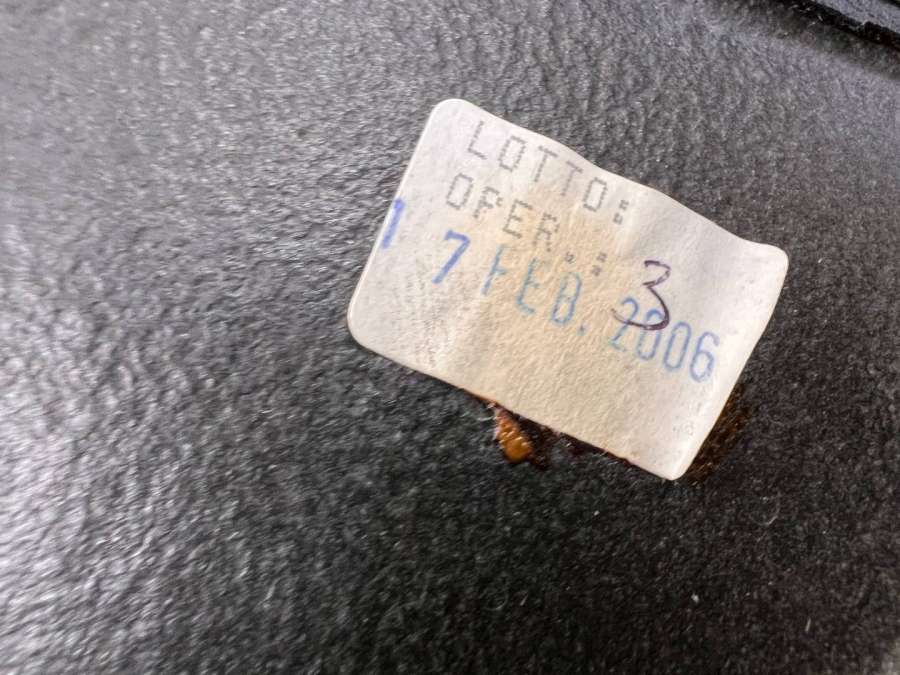 LOTTO:
OPER.: 3
17 FEB. 2006